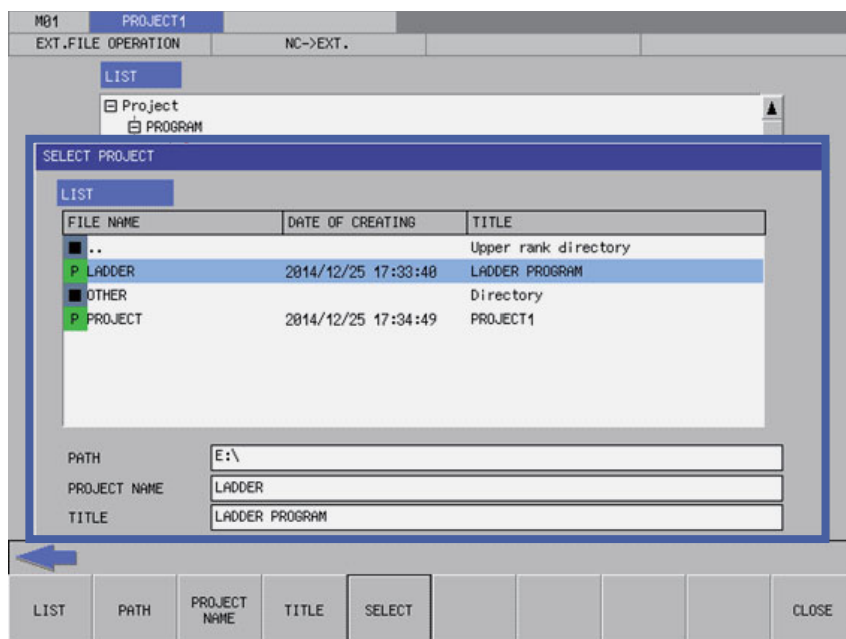 M01 PROJECT1
EXT.FILE OPERATION NC->EXT.
LIST
Project
PROGRAM
SELECT PROJECT
LIST
FILE NAME DATE OF CREATING TITLE
.. Upper rank directory
P LADDER 2014/12/25 17:33:40 LADDER PROGRAM
OTHER Directory
P PROJECT 2014/12/25 17:34:49 PROJECT1
PATH E:\
PROJECT NAME LADDER
TITLE LADDER PROGRAM
LIST PATH PROJECT NAME TITLE SELECT CLOSE